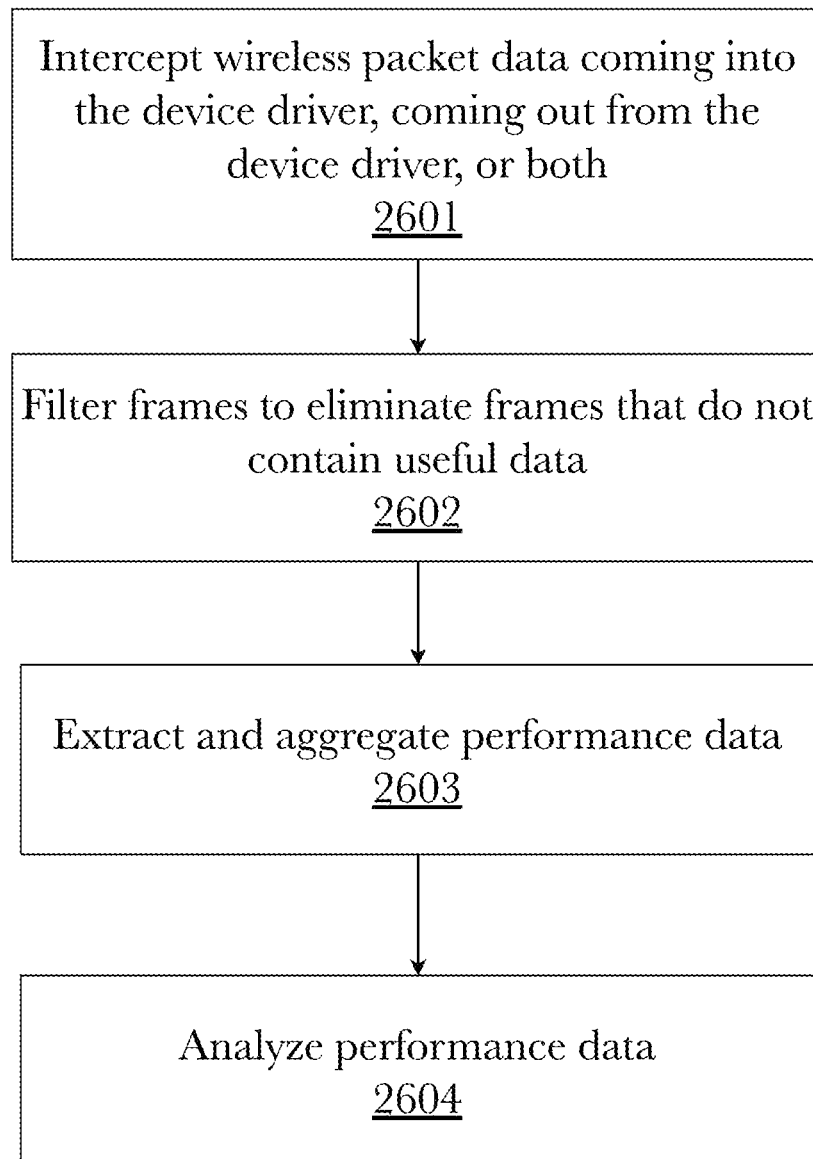 Intercept wireless packet data coming into
the device driver, coming out from the
device driver, or both
2601
Filter frames to eliminate frames that do not
contain useful data
2602
Extract and aggregate performance data
2603
Analyze performance data
2604